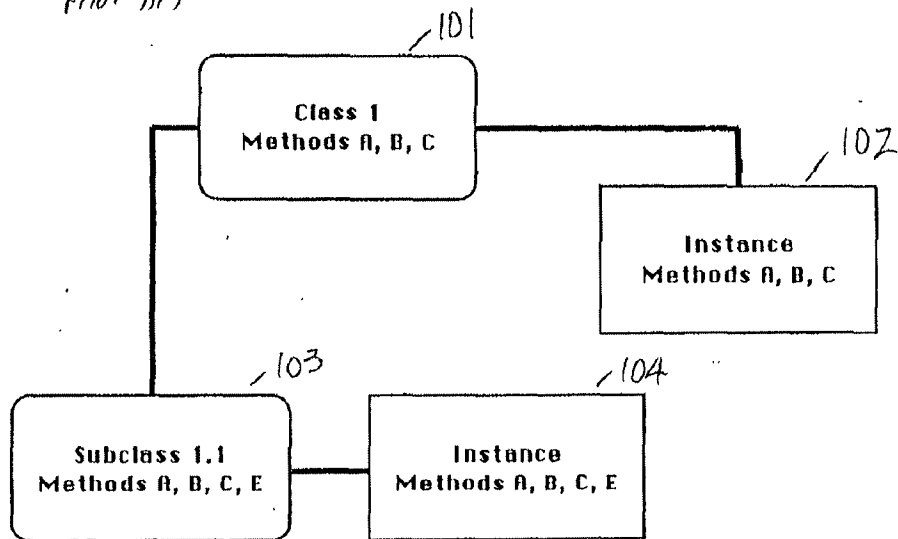 101
Class 1
Methods A, B, C
102
Instance
Methods A, B, C
103
Subclass 1.1
Methods A, B, C, E
104
Instance
Methods A, B, C, E